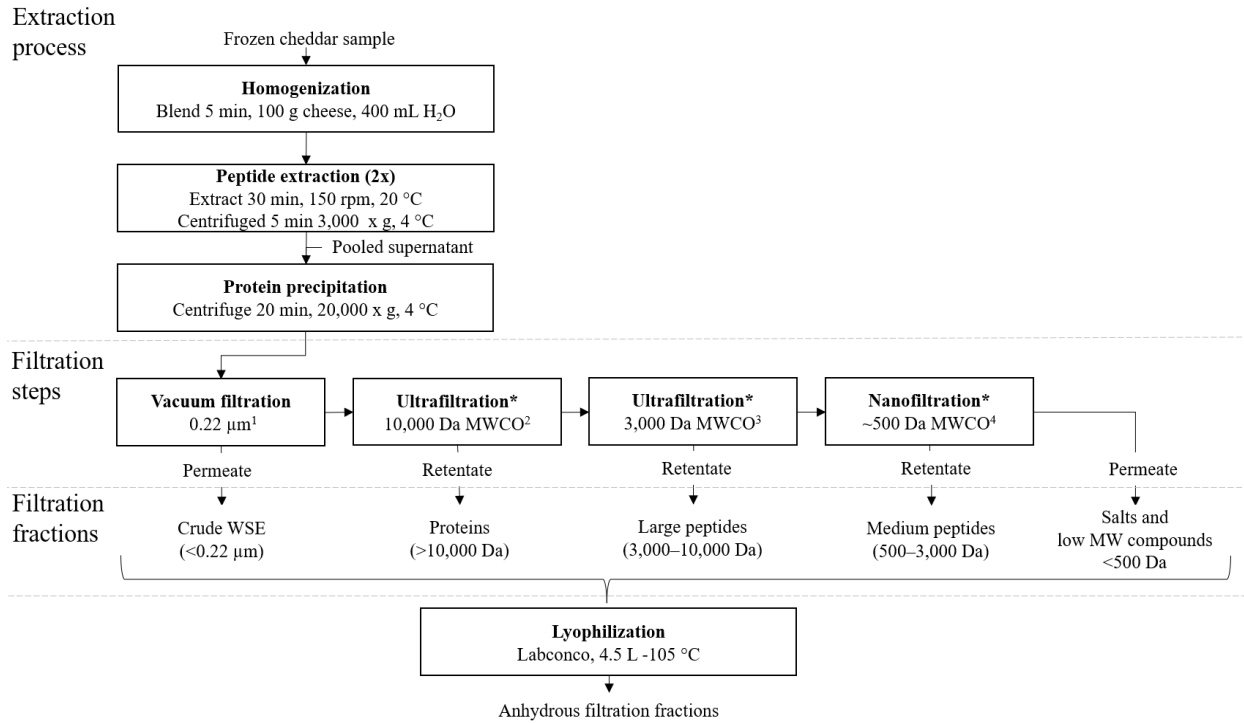 Extraction
process
Frozen cheddar sample
Homogenization
Blend 5 min, 100 g cheese, 400 mL H₂O
Peptide extraction (2x)
Extract 30 min, 150 rpm, 20 °C
Centrifuged 5 min 3,000 x g, 4 °C
Pooled supernatant
Protein precipitation
Centrifuge 20 min, 20,000 x g, 4 °C
Filtration
steps
Vacuum filtration
0.22 µm¹
Ultrafiltration*
10,000 Da MWCO²
Ultrafiltration*
3,000 Da MWCO³
Nanofiltration*
~500 Da MWCO⁴
Permeate
Retentate
Retentate
Retentate
Permeate
Filtration
fractions
Crude WSE
(<0.22 µm)
Proteins
(>10,000 Da)
Large peptides
(3,000–10,000 Da)
Medium peptides
(500–3,000 Da)
Salts and
low MW compounds
<500 Da
Lyophilization
Labconco, 4.5 L -105 °C
Anhydrous filtration fractions